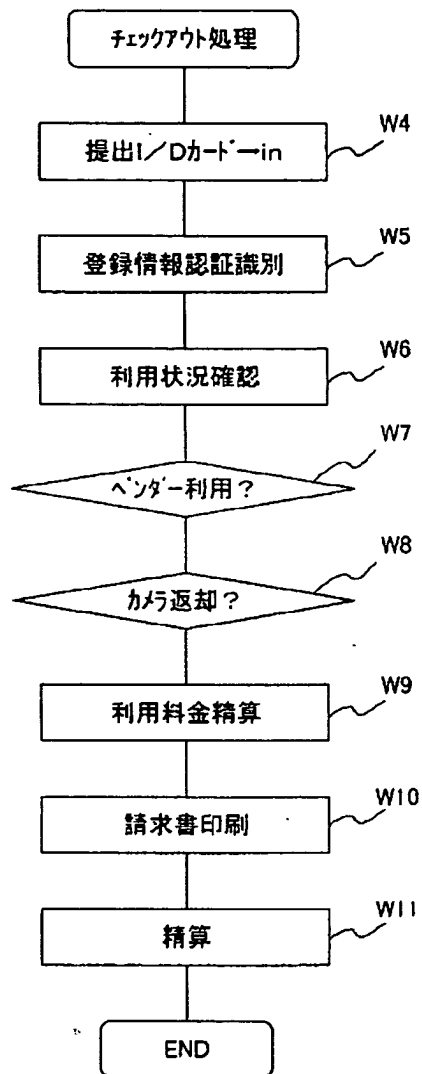 チェックアウト処理
提出I／Dカード→in
W4
登録情報認証識別
W5
利用状況確認
W6
ベンダー利用？
W7
カメラ返却？
W8
利用料金精算
W9
請求書印刷
W10
精算
W11
END